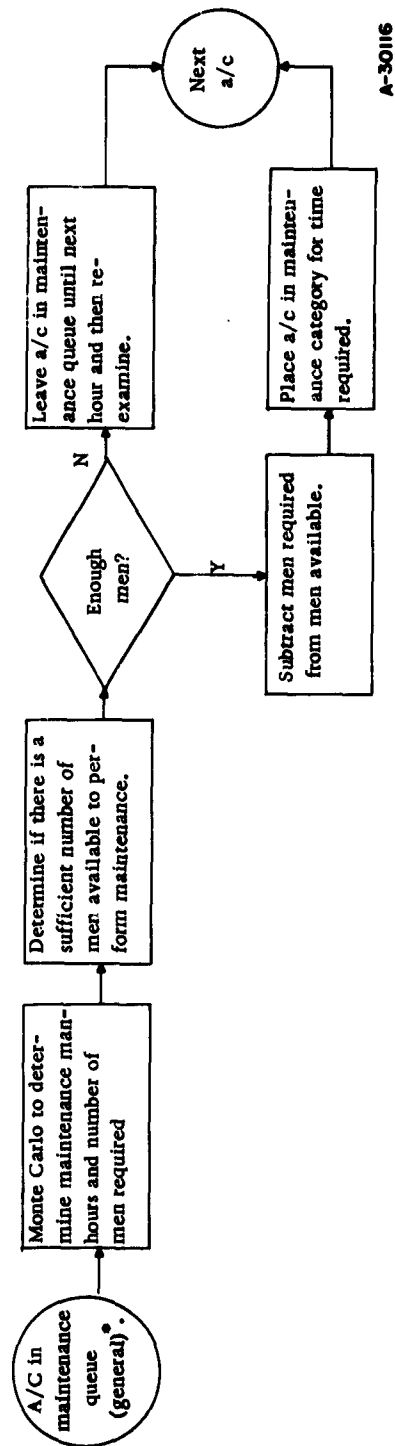 A/C in
maintenance
queue
(general)*.
Monte Carlo to deter-
mine maintenance man-
hours and number of
men required
Determine if there is a
sufficient number of
men available to per-
form maintenance.
Enough
men?
N
Leave a/c in mainten-
ance queue until next
hour and then re-
examine.
Y
Subtract men required
from men available.
Place a/c in mainten-
ance category for time
required.
Next
a/c
A-30116